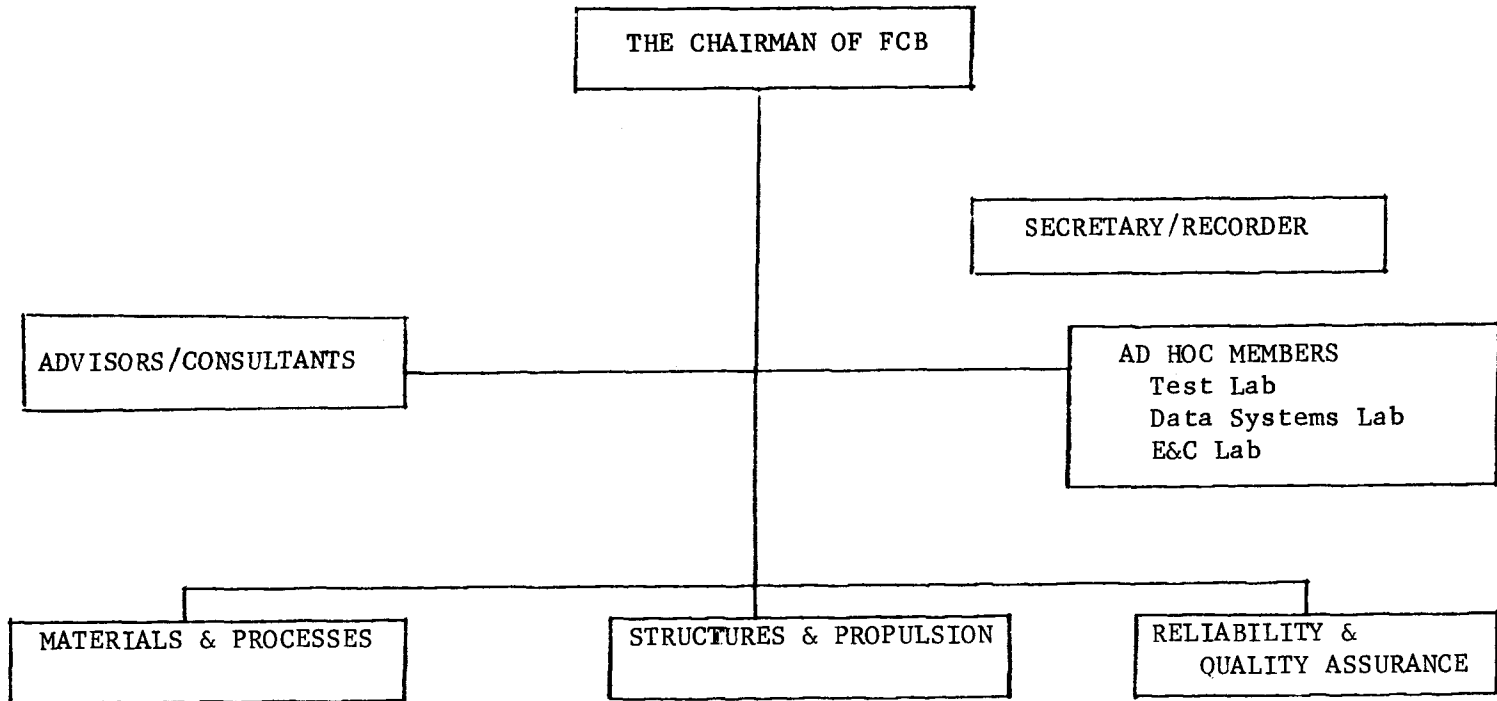 THE CHAIRMAN OF FCB
SECRETARY/RECORDER
ADVISORS/CONSULTANTS
AD HOC MEMBERS
Test Lab
Data Systems Lab
E&C Lab
MATERIALS & PROCESSES
STRUCTURES & PROPULSION
RELIABILITY &
QUALITY ASSURANCE